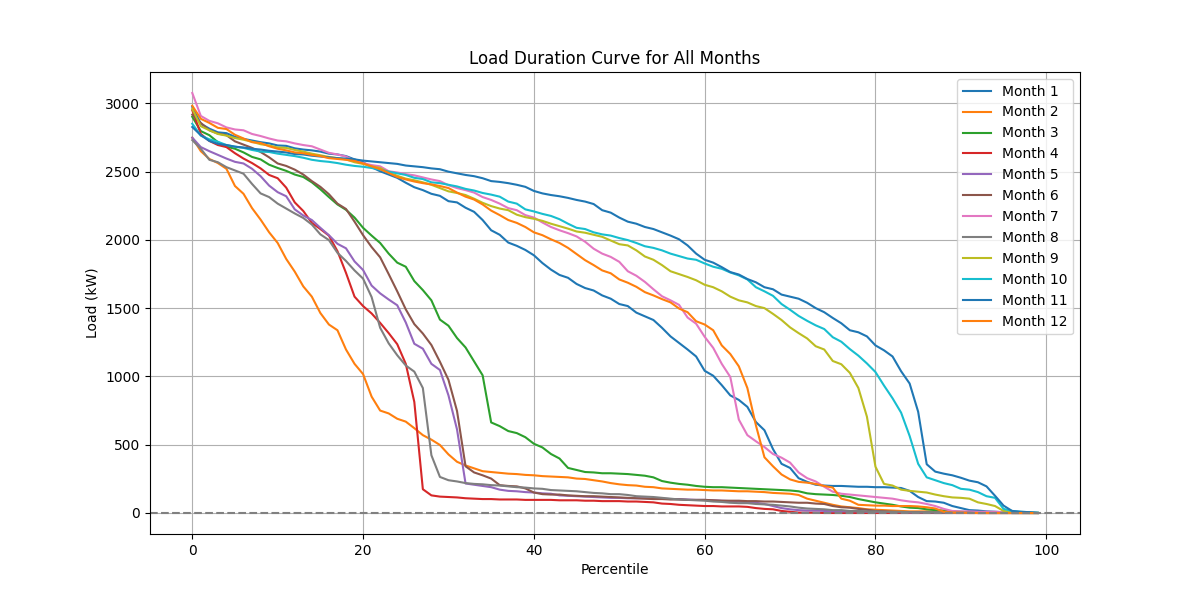 Load Duration Curve for All Months
Load (kW)
3000
2500
2000
1500
1000
500
0
0 20 40 60 80 100
Percentile
Month 1
Month 2
Month 3
Month 4
Month 5
Month 6
Month 7
Month 8
Month 9
Month 10
Month 11
Month 12